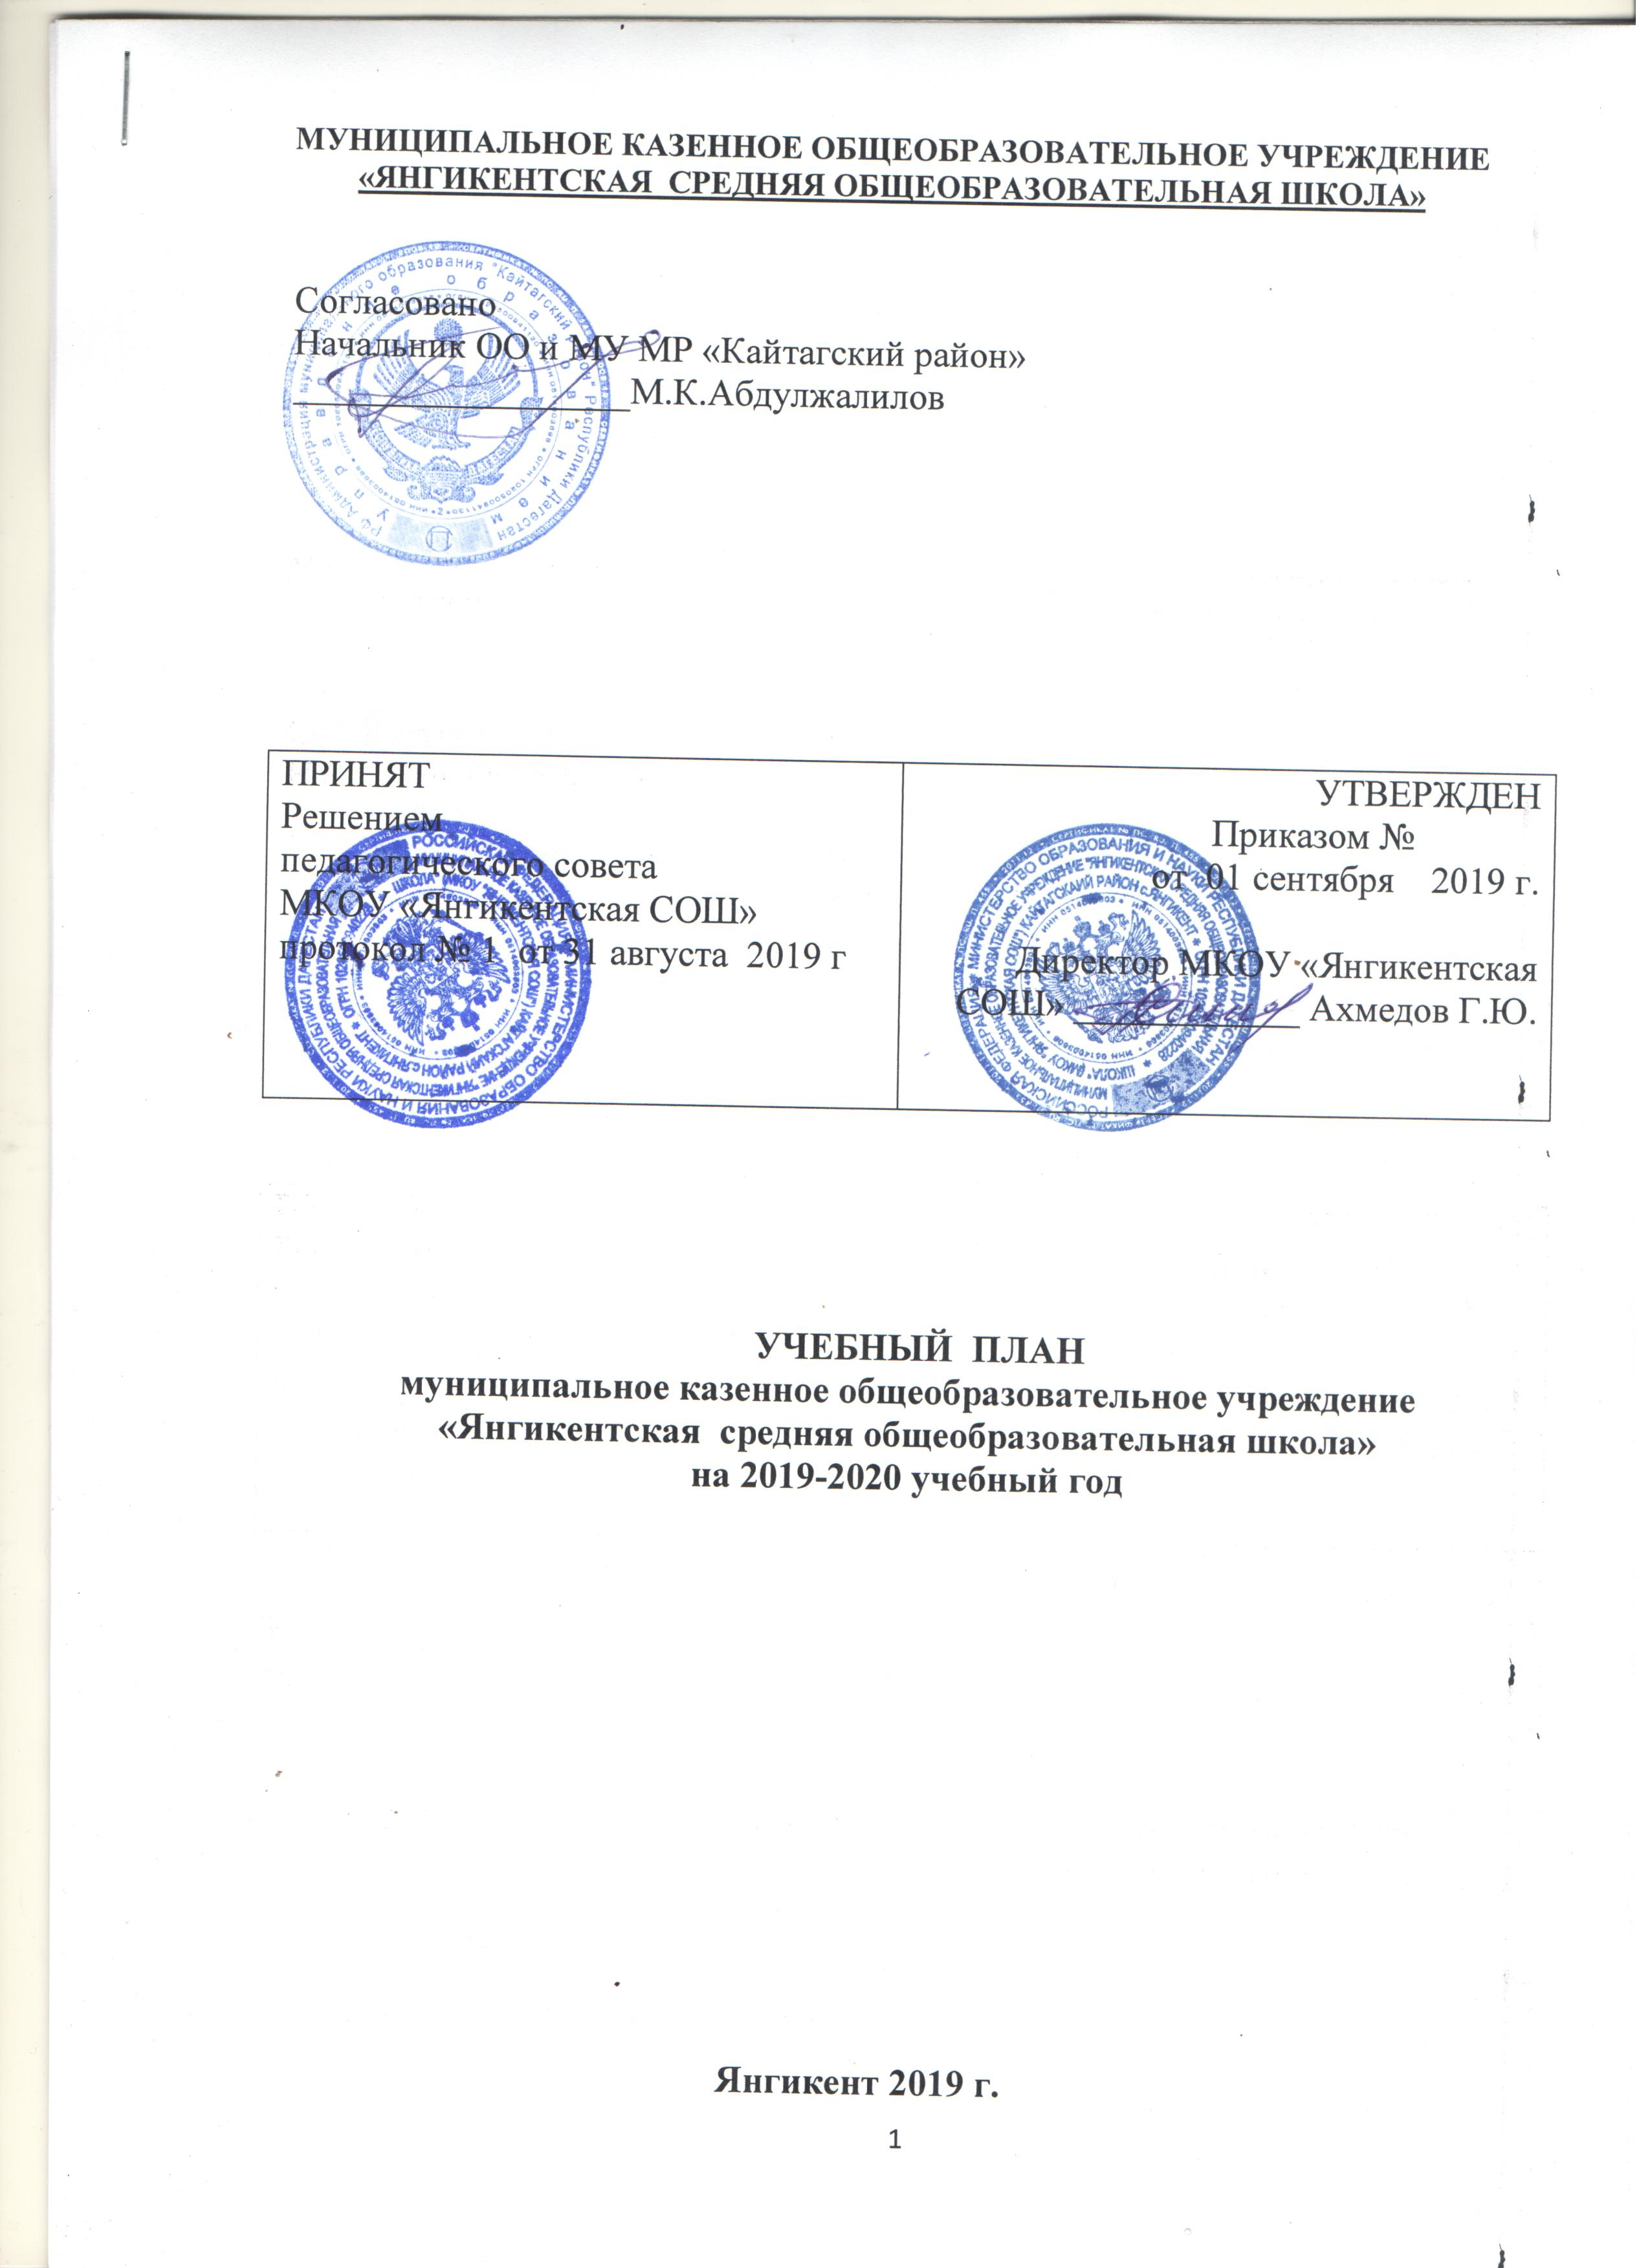 МУНИЦИПАЛЬНОЕ КАЗЕННОЕ ОБЩЕОБРАЗОВАТЕЛЬНОЕ УЧРЕЖДЕНИЕ
«ЯНГИКЕНТСКАЯ СРЕДНЯЯ ОБЩЕОБРАЗОВАТЕЛЬНАЯ ШКОЛА»
Согласовано
Начальник ОО и МУ МР «Кайтагский район»
__________________М.К.Абдулжалилов
ПРИНЯТ
Решением
педагогического совета
МКОУ «Янгикентская СОШ»
протокол № 1 от 31 августа 2019 г
УТВЕРЖДЕН
Приказом №
от 01 сентября 2019 г.
Директор МКОУ «Янгикентская
СОШ» ____________ Ахмедов Г.Ю.
УЧЕБНЫЙ ПЛАН
муниципальное казенное общеобразовательное учреждение
«Янгикентская средняя общеобразовательная школа»
на 2019-2020 учебный год
Янгикент 2019 г.
1